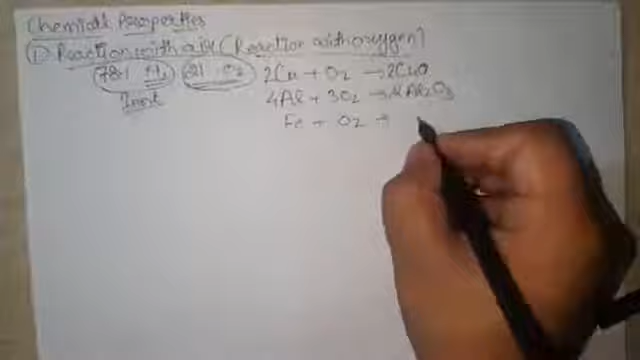 Chemical Properties
1) Reaction with air (Reaction with oxygen)
78% N2 21% O2 2Cu + O2 → 2CuO
Inert 4Al + 3O2 → 2Al2O3
Fe + O2 →